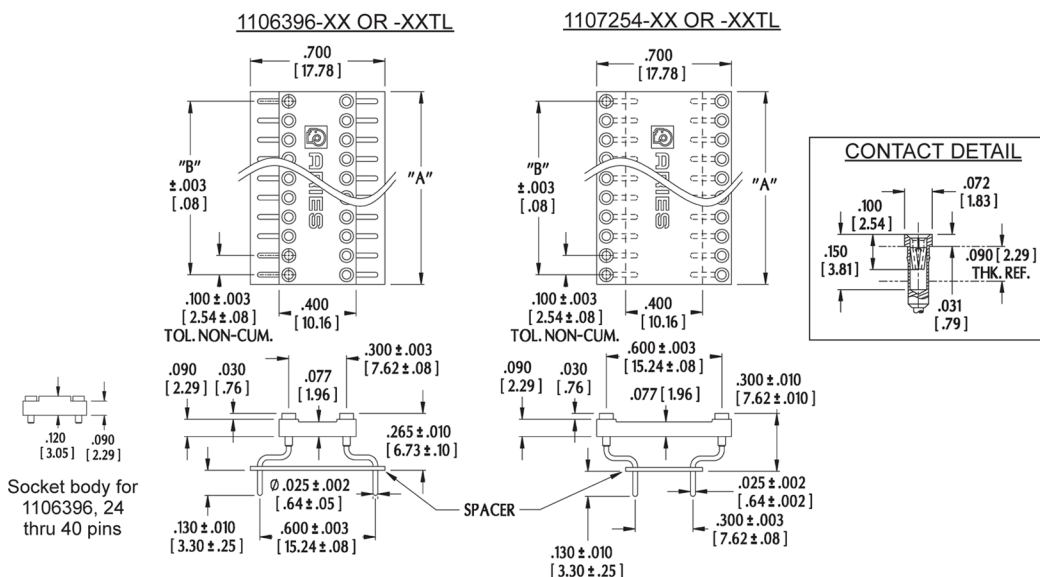 1106396-XX OR -XXTL
.700
[ 17.78 ]
"B"
±.003
[ .08 ]
ARIES
"A"
.100 ±.003
[ 2.54 ±.08 ]
TOL. NON-CUM.
.400
[ 10.16 ]
.090
[ 2.29 ]
.030
[ .76 ]
.077
[ 1.96 ]
.300 ±.003
[ 7.62 ±.08 ]
.265 ±.010
[ 6.73 ±.10 ]
Ø .025 ±.002
[ .64 ±.05 ]
.130 ±.010
[ 3.30 ±.25 ]
.600 ±.003
[ 15.24 ±.08 ]
SPACER
1107254-XX OR -XXTL
.700
[ 17.78 ]
"B"
±.003
[ .08 ]
ARIES
"A"
.100 ±.003
[ 2.54 ±.08 ]
TOL. NON-CUM.
.400
[ 10.16 ]
.090
[ 2.29 ]
.030
[ .76 ]
.600 ±.003
[ 15.24 ±.08 ]
.077 [ 1.96 ]
.300 ±.010
[ 7.62 ±.010 ]
.025 ±.002
[ .64 ±.002 ]
.300 ±.003
[ 7.62 ±.08 ]
.130 ±.010
[ 3.30 ±.25 ]
CONTACT DETAIL
.072
[ 1.83 ]
.100
[ 2.54 ]
.150
[ 3.81 ]
.090 [ 2.29 ]
THK. REF.
.031
[ .79 ]
.120
[ 3.05 ]
.090
[ 2.29 ]
Socket body for
1106396, 24
thru 40 pins